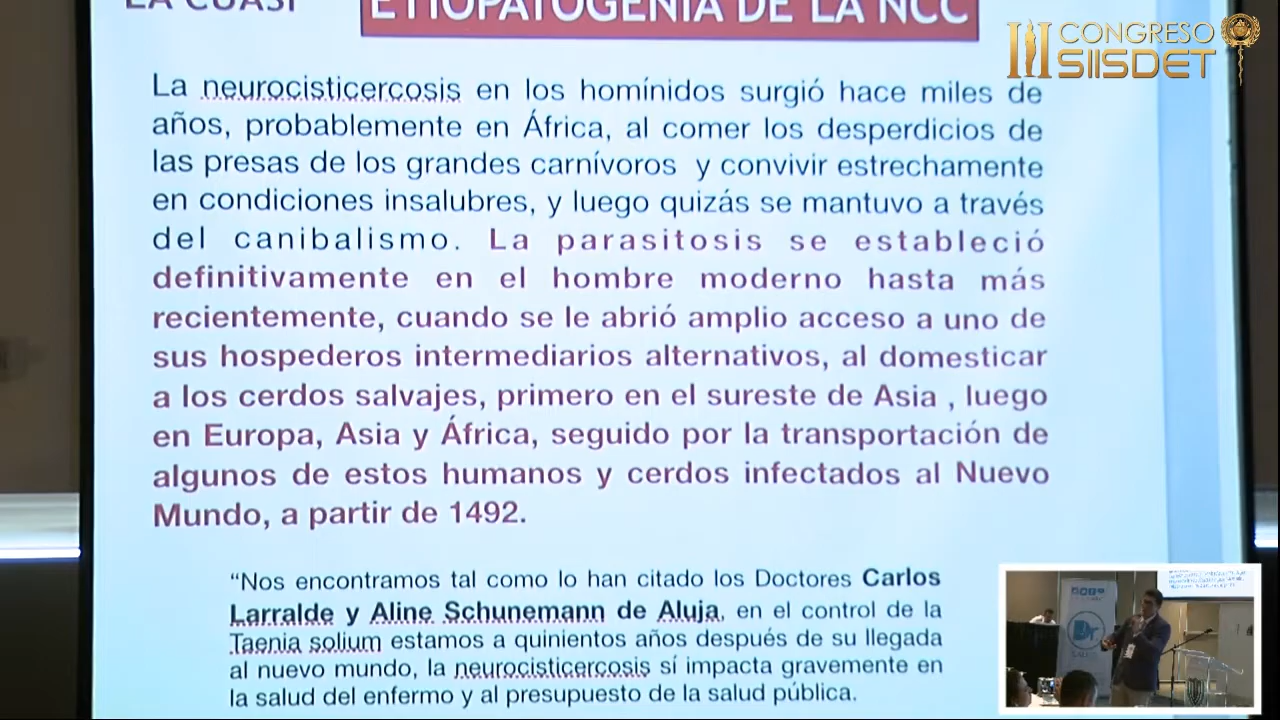 LA CUASI
ETIOPATOGENIA DE LA NCC
III CONGRESO
SIISDET
La neurocisticercosis en los homínidos surgió hace miles de
años, probablemente en África, al comer los desperdicios de
las presas de los grandes carnívoros y convivir estrechamente
en condiciones insalubres, y luego quizás se mantuvo a través
del canibalismo. La parasitosis se estableció
definitivamente en el hombre moderno hasta más
recientemente, cuando se le abrió amplio acceso a uno de
sus hospederos intermediarios alternativos, al domesticar
a los cerdos salvajes, primero en el sureste de Asia , luego
en Europa, Asia y África, seguido por la transportación de
algunos de estos humanos y cerdos infectados al Nuevo
Mundo, a partir de 1492.
“Nos encontramos tal como lo han citado los Doctores Carlos
Larralde y Aline Schunemann de Aluja, en el control de la
Taenia solium estamos a quinientos años después de su llegada
al nuevo mundo, la neurocisticercosis sí impacta gravemente en
la salud del enfermo y al presupuesto de la salud pública.
Dr